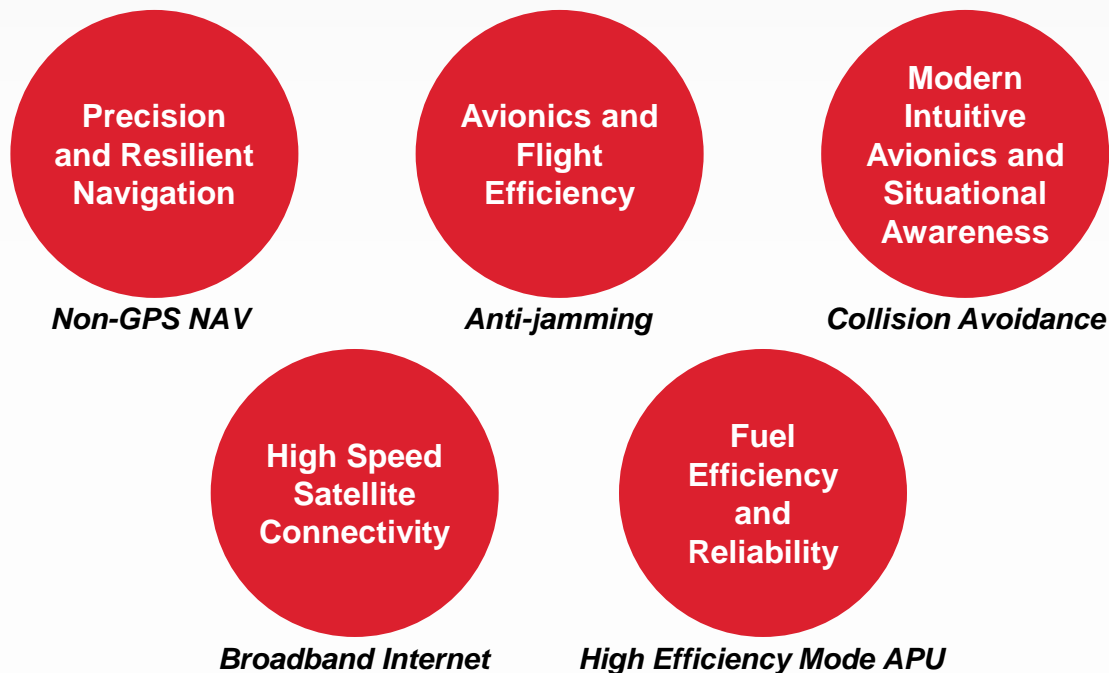 Precision
and Resilient
Navigation
Non-GPS NAV
Avionics and
Flight
Efficiency
Anti-jamming
Modern
Intuitive
Avionics and
Situational
Awareness
Collision Avoidance
High Speed
Satellite
Connectivity
Broadband Internet
Fuel
Efficiency
and
Reliability
High Efficiency Mode APU